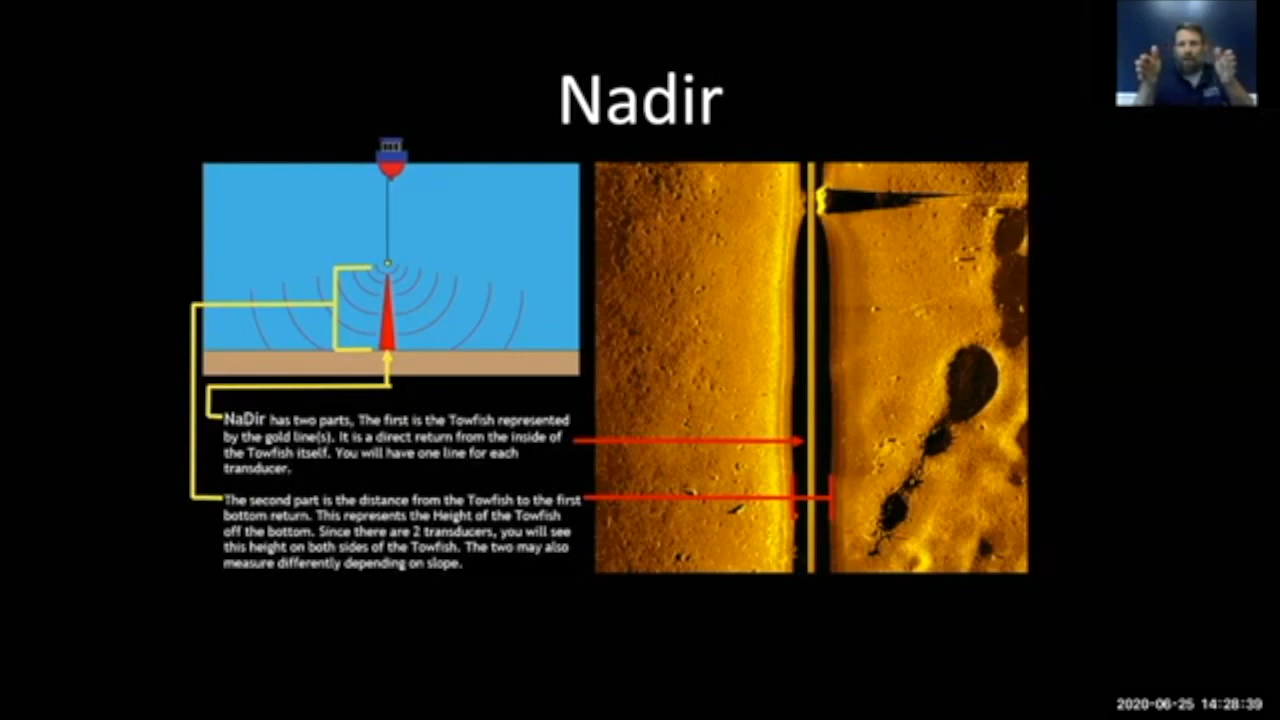 Nadir
NaDir has two parts, The first is the Towfish represented
by the gold line(s). It is a direct return from the inside of
the Towfish itself. You will have one line for each
transducer.
The second part is the distance from the Towfish to the first
bottom return. This represents the Height of the Towfish
off the bottom. Since there are 2 transducers, you will see
this height on both sides of the Towfish. The two may also
measure differently depending on slope.
2020-06-25 14:28:39